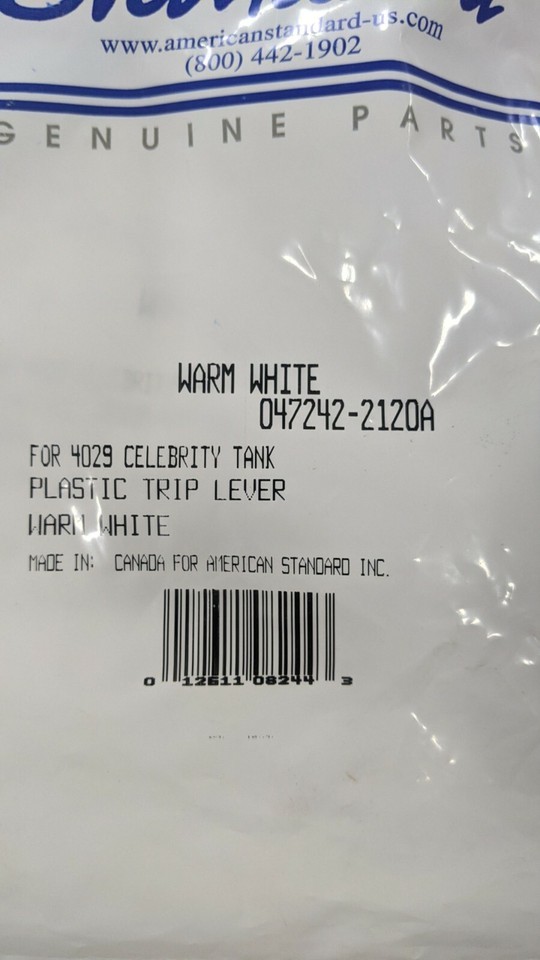 www.americanstandard-us.com
(800) 442-1902
GENUINE PARTS
WARM WHITE
047242-2120A
FOR 4029 CELEBRITY TANK
PLASTIC TRIP LEVER
WARM WHITE
MADE IN: CANADA FOR AMERICAN STANDARD INC.
0 12611 08244 3